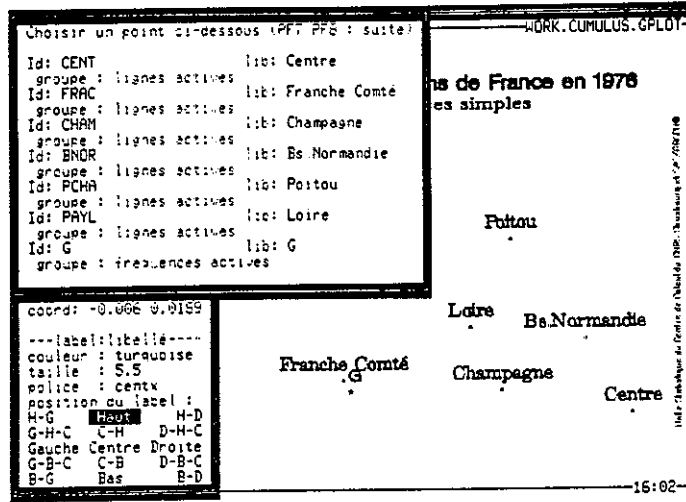 Choisir un point ci-dessous (PF7 PF8 : suite)
Id: CENT lib: Centre
groupe : lignes actives
Id: FRAC lib: Franche Comté
groupe : lignes actives
Id: CHAM lib: Champagne
groupe : lignes actives
Id: BNOR lib: Bs.Normandie
groupe : lignes actives
Id: PCHA lib: Poitou
groupe : lignes actives
Id: PAYL lib: Loire
groupe : lignes actives
Id: G lib: G
groupe : frequences actives
WORK.CUMULUS.GPLOT
ns de France en 1976
es simples
Poitou
Loire
Bs.Normandie
Franche Comté
G
Champagne
Centre
coord: -0.006 0.0159
---label:libellé----
couleur : turquoise
taille : 5.5
police : centx
position du label :
H-G Haut H-D
G-H-C C-H D-H-C
Gauche Centre Droite
G-B-C C-B D-B-C
B-G Bas B-D
16:02